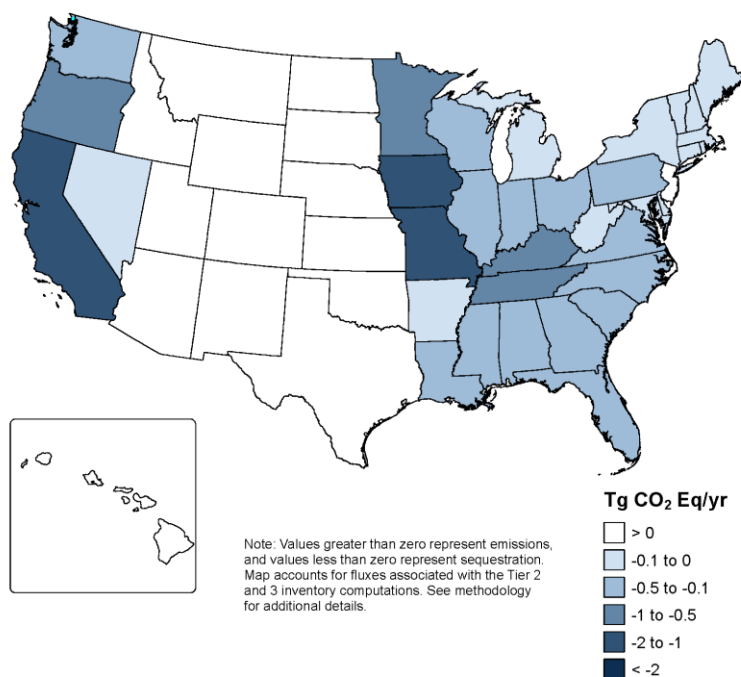 Note: Values greater than zero represent emissions,
and values less than zero represent sequestration.
Map accounts for fluxes associated with the Tier 2
and 3 inventory computations. See methodology
for additional details.
Tg CO₂ Eq/yr
> 0
-0.1 to 0
-0.5 to -0.1
-1 to -0.5
-2 to -1
< -2